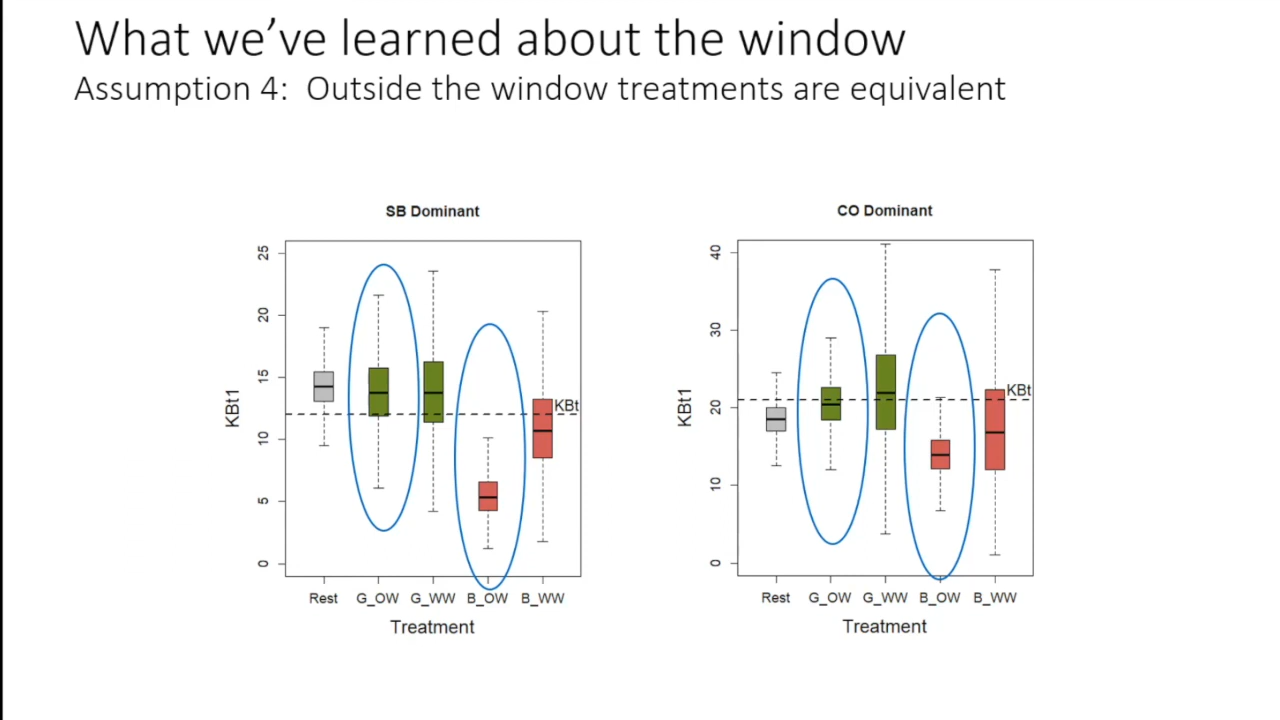 What we’ve learned about the window
Assumption 4:  Outside the window treatments are equivalent
SB Dominant
25
20
15
10
5
0
KBt1
KBt
Rest G_OW G_WW B_OW B_WW
Treatment
CO Dominant
40
30
20
10
0
KBt1
KBt
Rest G_OW G_WW B_OW B_WW
Treatment